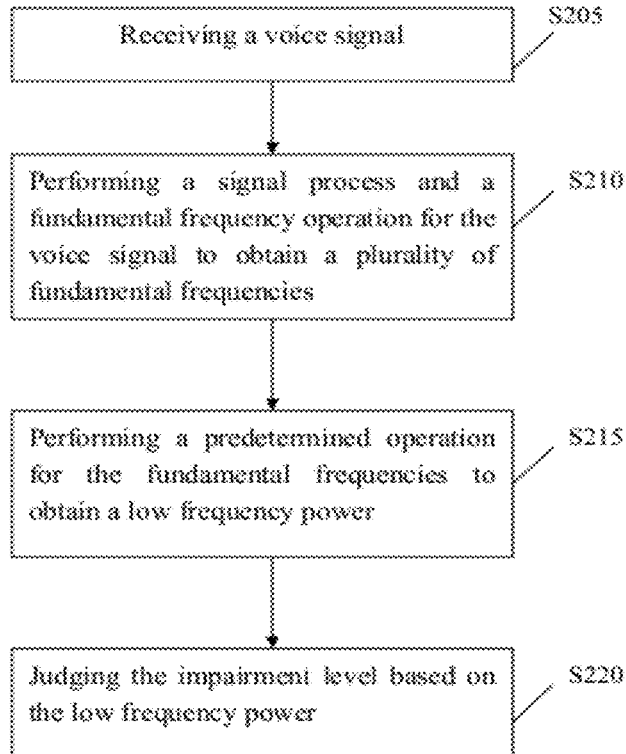 Receiving a voice signal
S205
Performing a signal process and a
fundamental frequency operation for the
voice signal to obtain a plurality of
fundamental frequencies
S210
Performing a predetermined operation
for the fundamental frequencies to
obtain a low frequency power
S215
Judging the impairment level based on
the low frequency power
S220